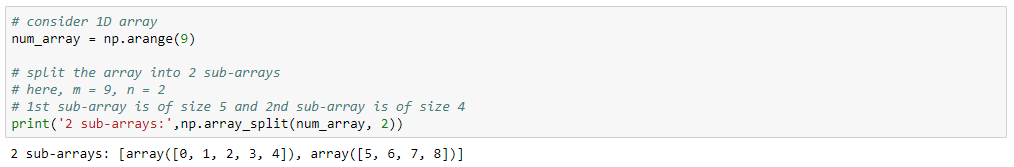 # consider 1D array
num_array = np.arange(9)
# split the array into 2 sub-arrays
# here, m = 9, n = 2
# 1st sub-array is of size 5 and 2nd sub-array is of size 4
print('2 sub-arrays:',np.array_split(num_array, 2))
2 sub-arrays: [array([0, 1, 2, 3, 4]), array([5, 6, 7, 8])]